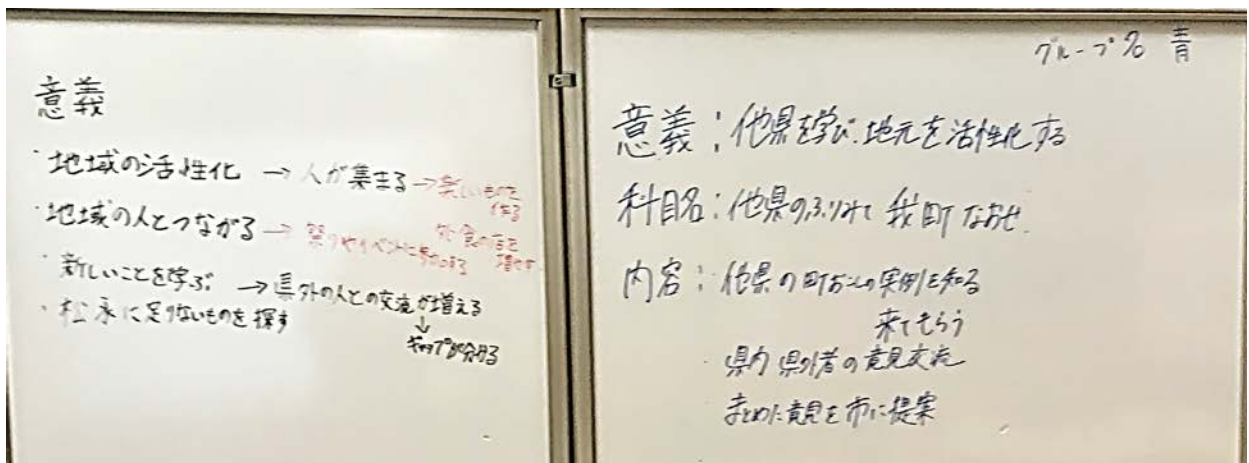 意義
・地域の活性化 → 人が集まる → 楽しいものを
作る
・地域の人とつながる → 祭りやイベントに参加する
外食の店を
増やす
・新しいことを学ぶ → 県外の人との交流が増える
↓
ギャップが分かる
・松永に足りないものを探す
グループ名 青
意義：他県を学び、地元を活性化する
科目名：他県のふりみて 我町 なおせ
内容：他県の町おこしの実例を知る
来てもらう
・県内 県外者の意見交流
まとめた意見を市に提案